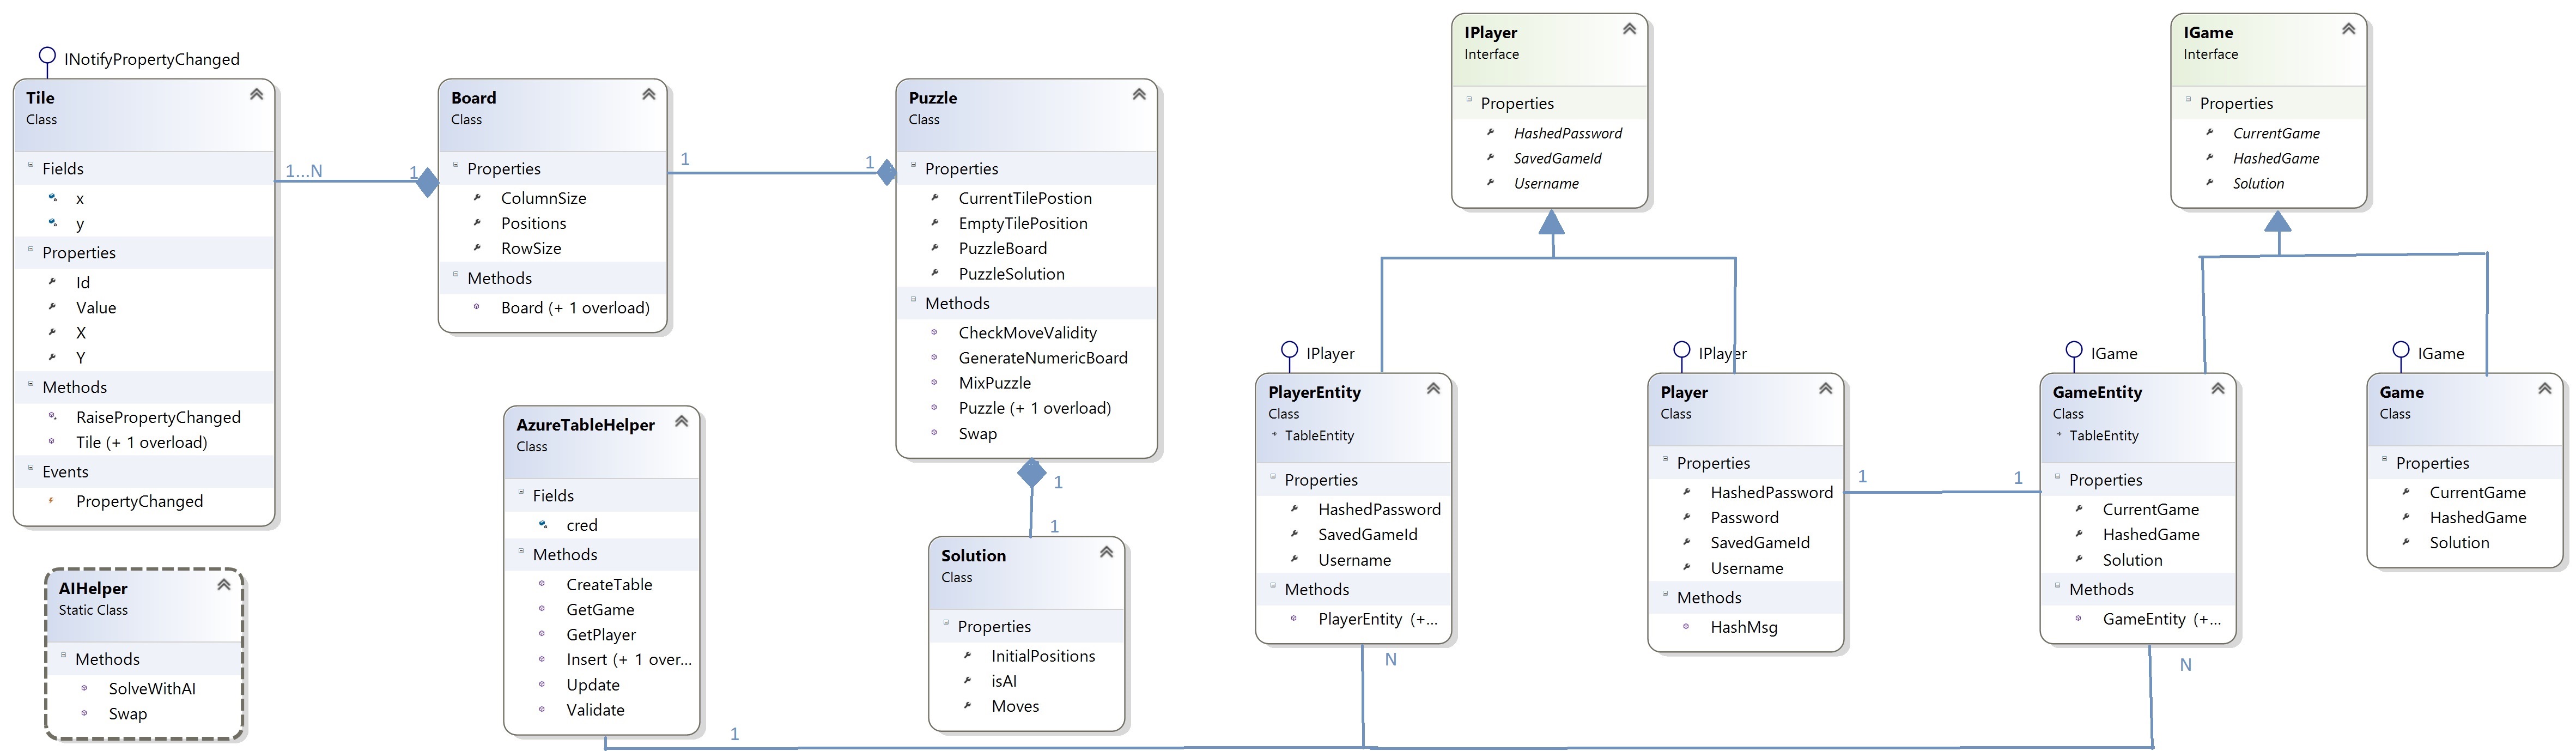 INotifyPropertyChanged
Tile
Class
Fields
x
y
Properties
Id
Value
X
Y
Methods
RaisePropertyChanged
Tile (+ 1 overload)
Events
PropertyChanged
1...N
1
Board
Class
Properties
ColumnSize
Positions
RowSize
Methods
Board (+ 1 overload)
1
1
Puzzle
Class
Properties
CurrentTilePostion
EmptyTilePosition
PuzzleBoard
PuzzleSolution
Methods
CheckMoveValidity
GenerateNumericBoard
MixPuzzle
Puzzle (+ 1 overload)
Swap
1
1
Solution
Class
Properties
InitialPositions
isAI
Moves
AIHelper
Static Class
Methods
SolveWithAI
Swap
AzureTableHelper
Class
Fields
cred
Methods
CreateTable
GetGame
GetPlayer
Insert (+ 1 over...
Update
Validate
1
IPlayer
Interface
Properties
HashedPassword
SavedGameId
Username
IPlayer
PlayerEntity
Class
TableEntity
Properties
HashedPassword
SavedGameId
Username
Methods
PlayerEntity (+...
N
IPlayer
Player
Class
Properties
HashedPassword
Password
SavedGameId
Username
Methods
HashMsg
1
1
IGame
Interface
Properties
CurrentGame
HashedGame
Solution
IGame
GameEntity
Class
TableEntity
Properties
CurrentGame
HashedGame
Solution
Methods
GameEntity (+...
N
IGame
Game
Class
Properties
CurrentGame
HashedGame
Solution